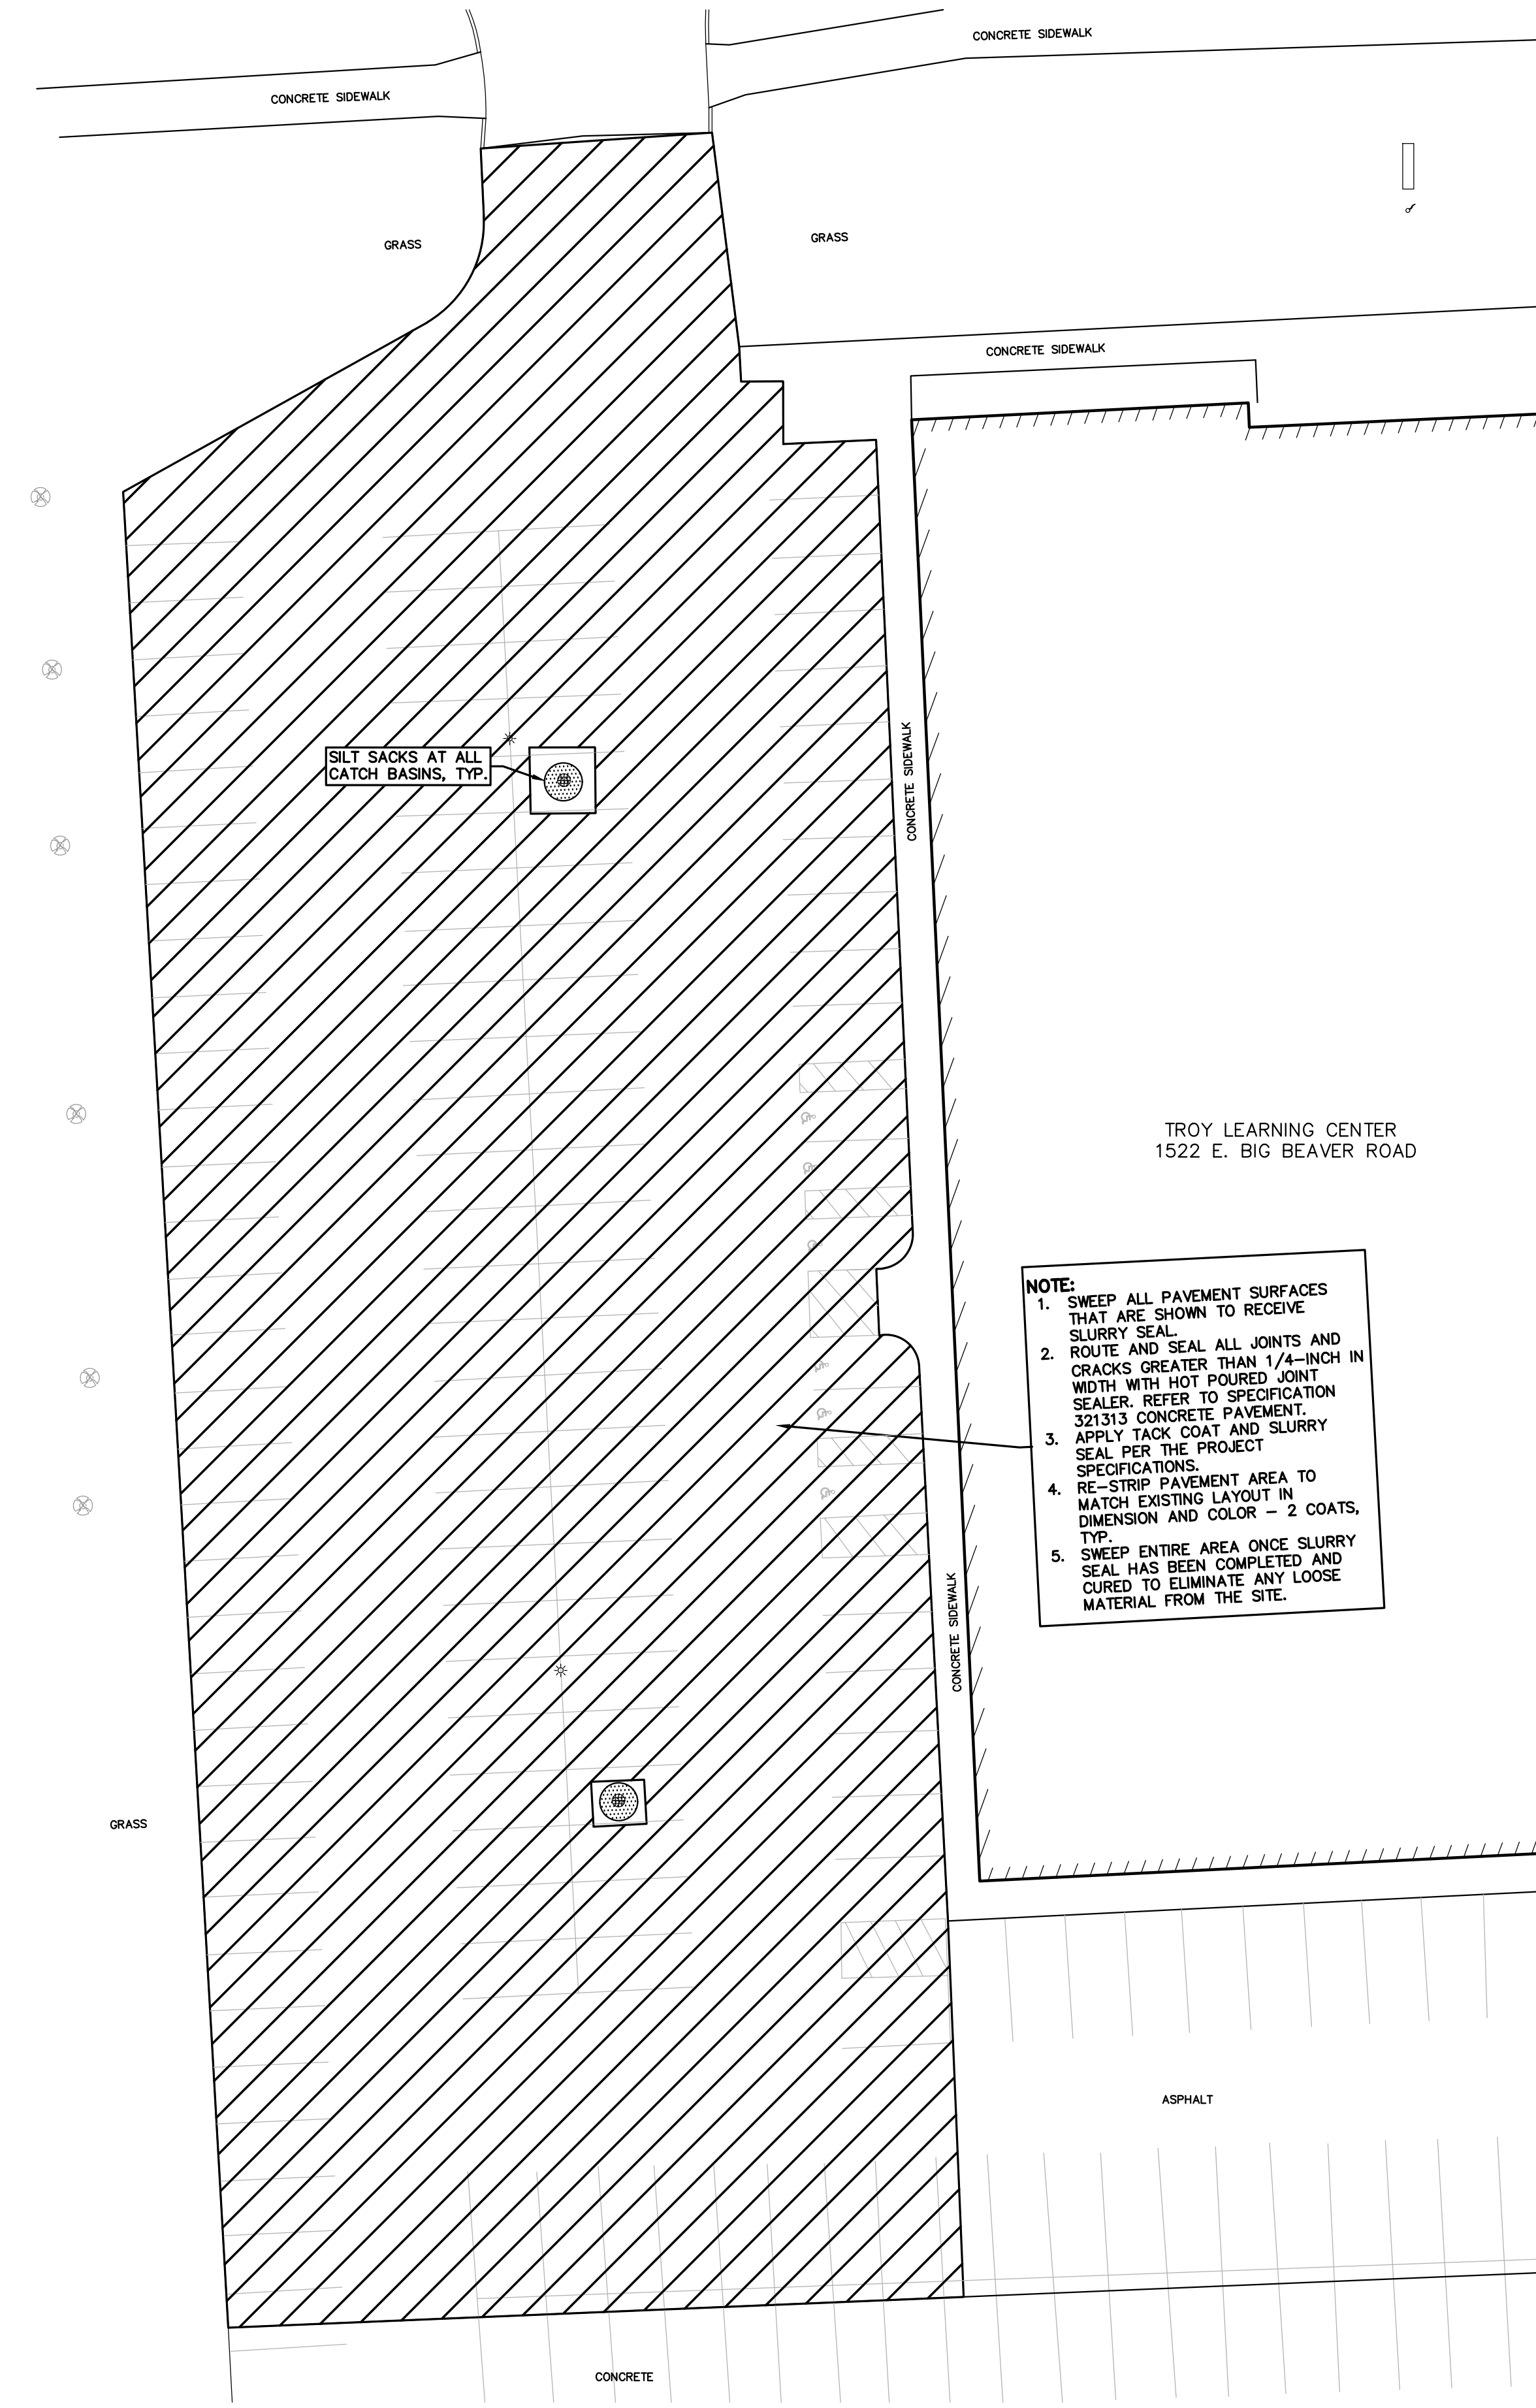 CONCRETE SIDEWALK
CONCRETE SIDEWALK
GRASS
GRASS
CONCRETE SIDEWALK
SILT SACKS AT ALL
CATCH BASINS, TYP.
CONCRETE SIDEWALK
TROY LEARNING CENTER
1522 E. BIG BEAVER ROAD
NOTE:
1. SWEEP ALL PAVEMENT SURFACES
THAT ARE SHOWN TO RECEIVE
SLURRY SEAL.
2. ROUTE AND SEAL ALL JOINTS AND
CRACKS GREATER THAN 1/4-INCH IN
WIDTH WITH HOT POURED JOINT
SEALER. REFER TO SPECIFICATION
321313 CONCRETE PAVEMENT.
3. APPLY TACK COAT AND SLURRY
SEAL PER THE PROJECT
SPECIFICATIONS.
4. RE-STRIP PAVEMENT AREA TO
MATCH EXISTING LAYOUT IN
DIMENSION AND COLOR - 2 COATS,
TYP.
5. SWEEP ENTIRE AREA ONCE SLURRY
SEAL HAS BEEN COMPLETED AND
CURED TO ELIMINATE ANY LOOSE
MATERIAL FROM THE SITE.
CONCRETE SIDEWALK
GRASS
ASPHALT
CONCRETE